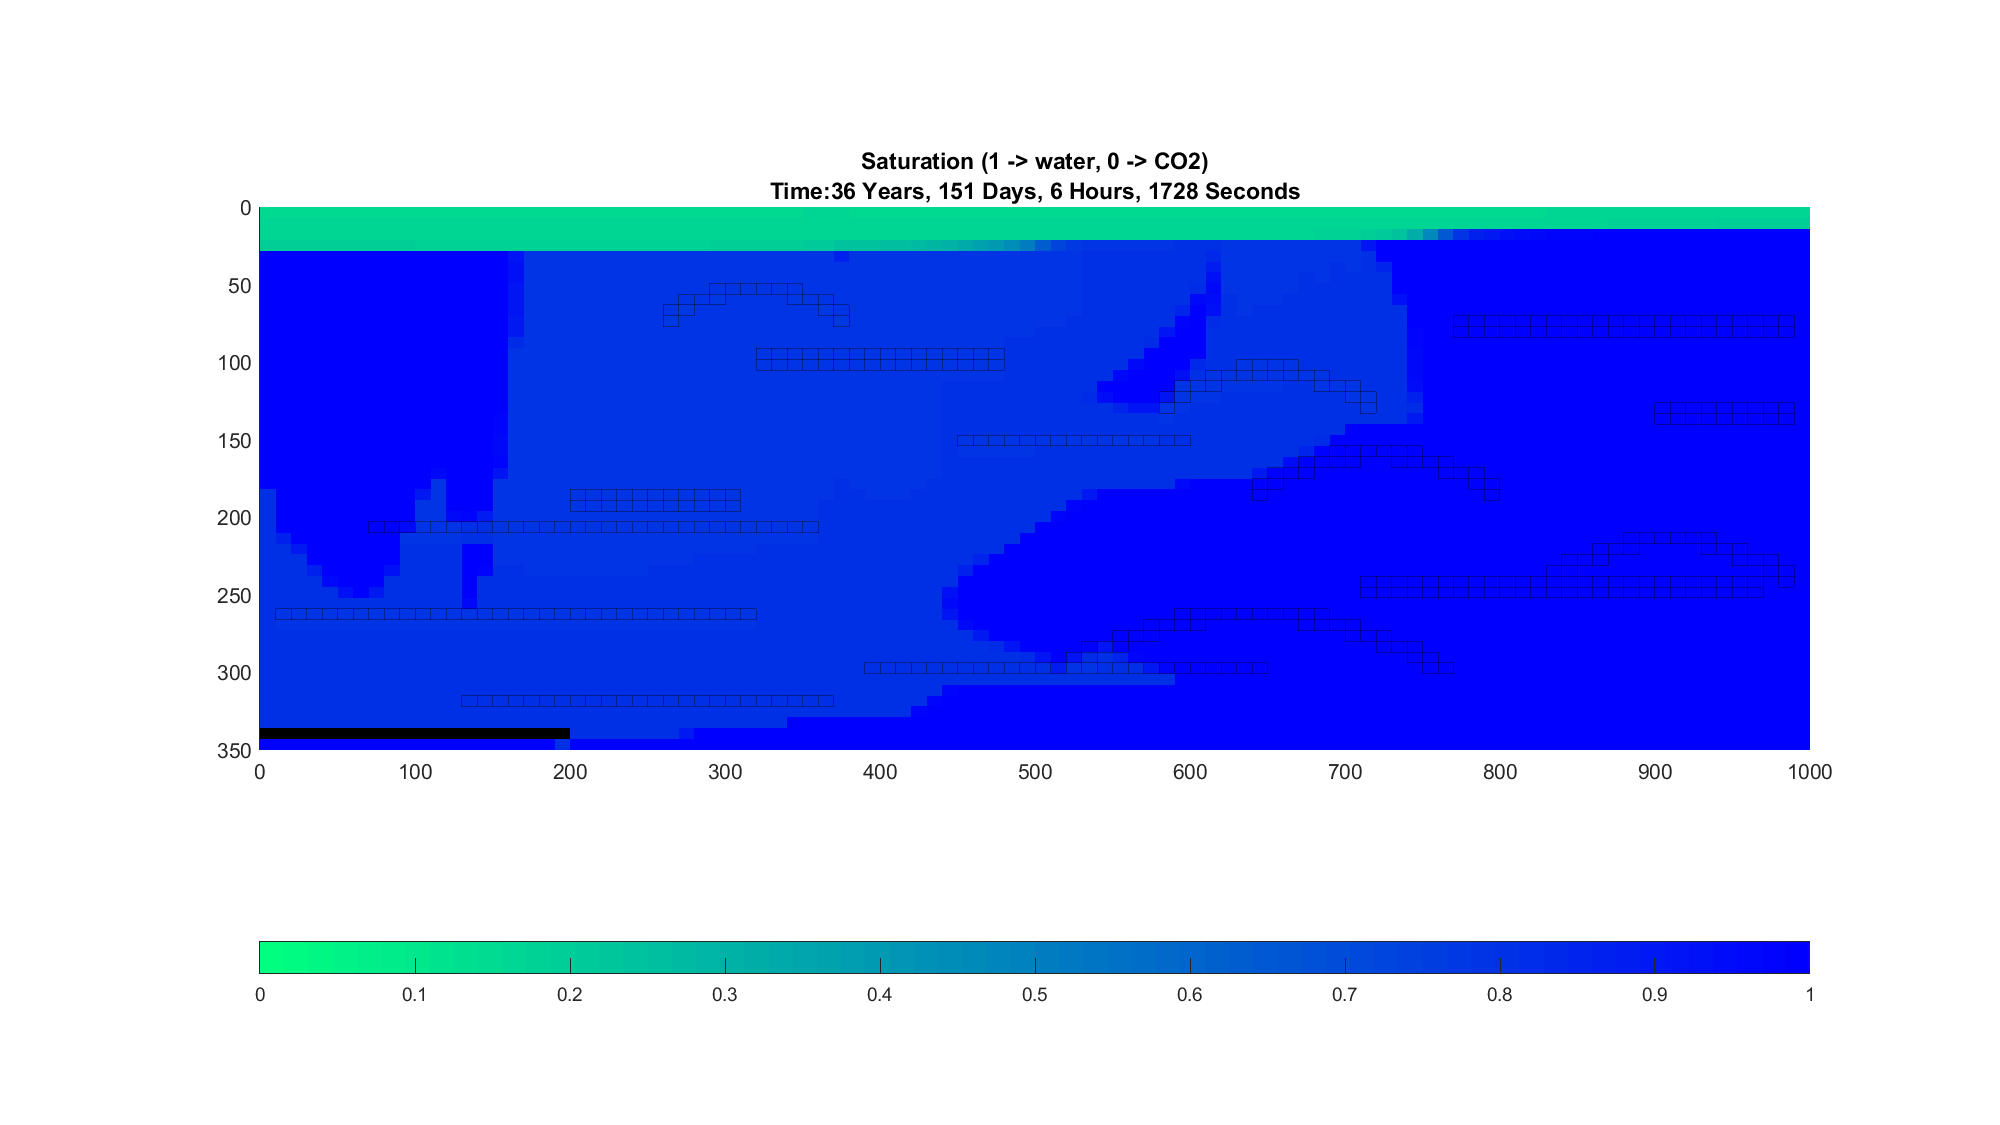 Saturation (1 -> water, 0 -> CO2)
Time:36 Years, 151 Days, 6 Hours, 1728 Seconds
0
50
100
150
200
250
300
350
0 100 200 300 400 500 600 700 800 900 1000
0 0.1 0.2 0.3 0.4 0.5 0.6 0.7 0.8 0.9 1